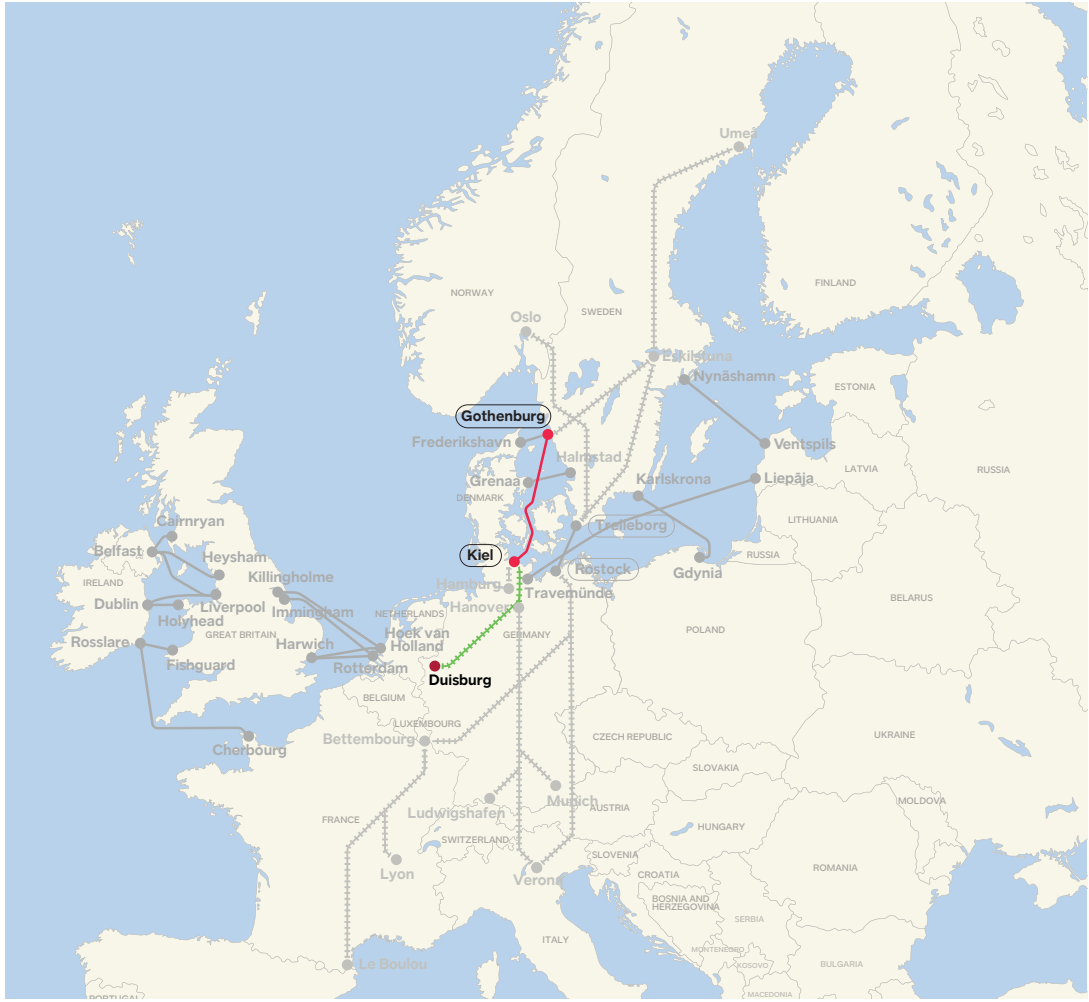 Umeå
FINLAND
NORWAY
SWEDEN
Oslo
Eskilstuna
Nynäshamn
ESTONIA
Gothenburg
Frederikshavn
Ventspils
Halmstad
LATVIA
RUSSIA
Grenaa
Karlskrona
Liepāja
DENMARK
Cairnryan
Trelleborg
LITHUANIA
Belfast
Heysham
Kiel
RUSSIA
Rostock
Gdynia
IRELAND
Killingholme
Hamburg
Travemünde
BELARUS
Dublin
Liverpool
Immingham
NETHERLANDS
Hanover
Holyhead
GREAT BRITAIN
Hoek van
Holland
GERMANY
POLAND
Rosslare
Harwich
Fishguard
Rotterdam
Duisburg
BELGIUM
LUXEMBOURG
Bettembourg
CZECH REPUBLIC
UKRAINE
Cherbourg
SLOVAKIA
Munich
MOLDOVA
Ludwigshafen
AUSTRIA
FRANCE
HUNGARY
SWITZERLAND
SLOVENIA
Lyon
Verona
CROATIA
ROMANIA
BOSNIA AND
HERZEGOVINA
SERBIA
ITALY
MONTENEGRO
Le Boulou
KOSOVO
BULGARIA
PORTUGAL
MACEDONIA